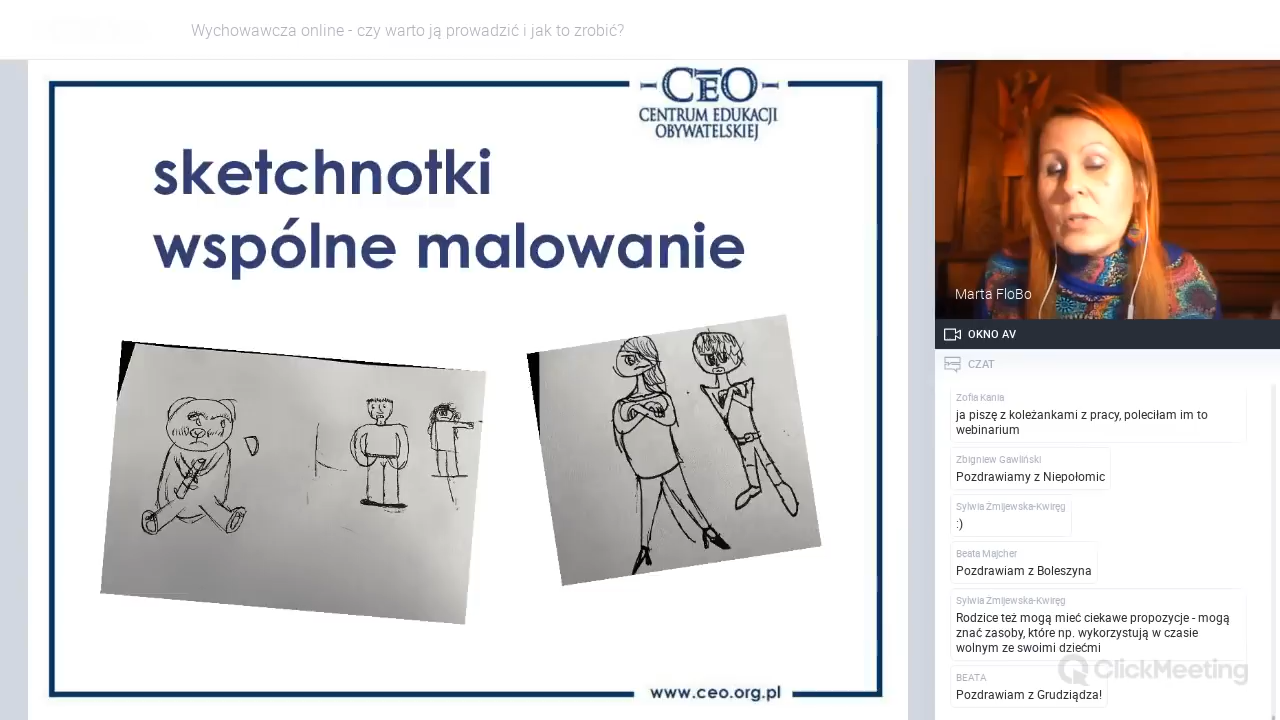 Wychowawcza online - czy warto ją prowadzić i jak to zrobić?
CEO
CENTRUM EDUKACJI
OBYWATELSKIEJ
sketchnotki
wspólne malowanie
www.ceo.org.pl
Marta FloBo
OKNO AV
CZAT
Zofia Kania
ja piszę z koleżankami z pracy, poleciłam im to
webinarium
Zbigniew Gawliński
Pozdrawiamy z Niepołomic
Sylwia Żmijewska-Kwiręg
:)
Beata Majcher
Pozdrawiam z Boleszyna
Sylwia Żmijewska-Kwiręg
Rodzice też mogą mieć ciekawe propozycje - mogą
znać zasoby, które np. wykorzystują w czasie
wolnym ze swoimi dziećmi
BEATA
Pozdrawiam z Grudziądza!
ClickMeeting